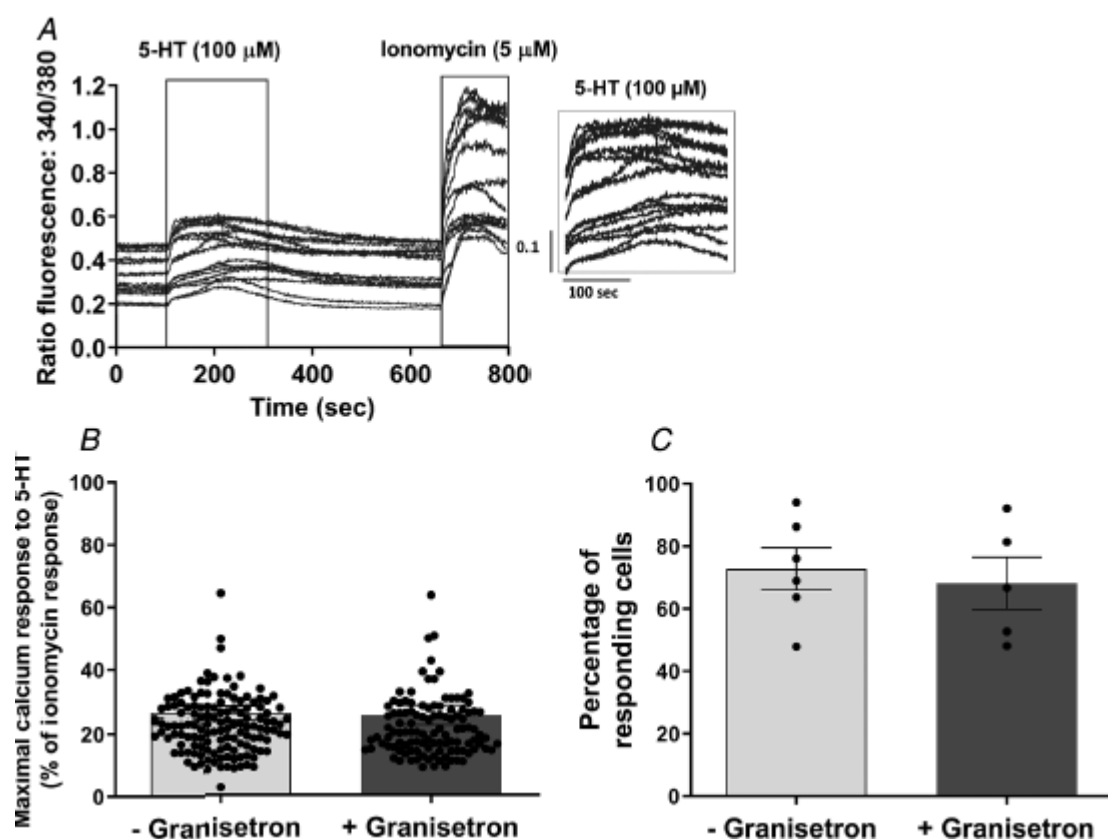 A
5-HT (100 µM)
Ionomycin (5 µM)
Ratio fluorescence: 340/380
1.2
1.0
0.8
0.6
0.4
0.2
0.0
0
200
400
600
800
Time (sec)
5-HT (100 µM)
0.1
100 sec
B
Maximal calcium response to 5-HT
(% of ionomycin response)
100
80
60
40
20
0
- Granisetron
+ Granisetron
C
Percentage of
responding cells
100
80
60
40
20
0
- Granisetron
+ Granisetron